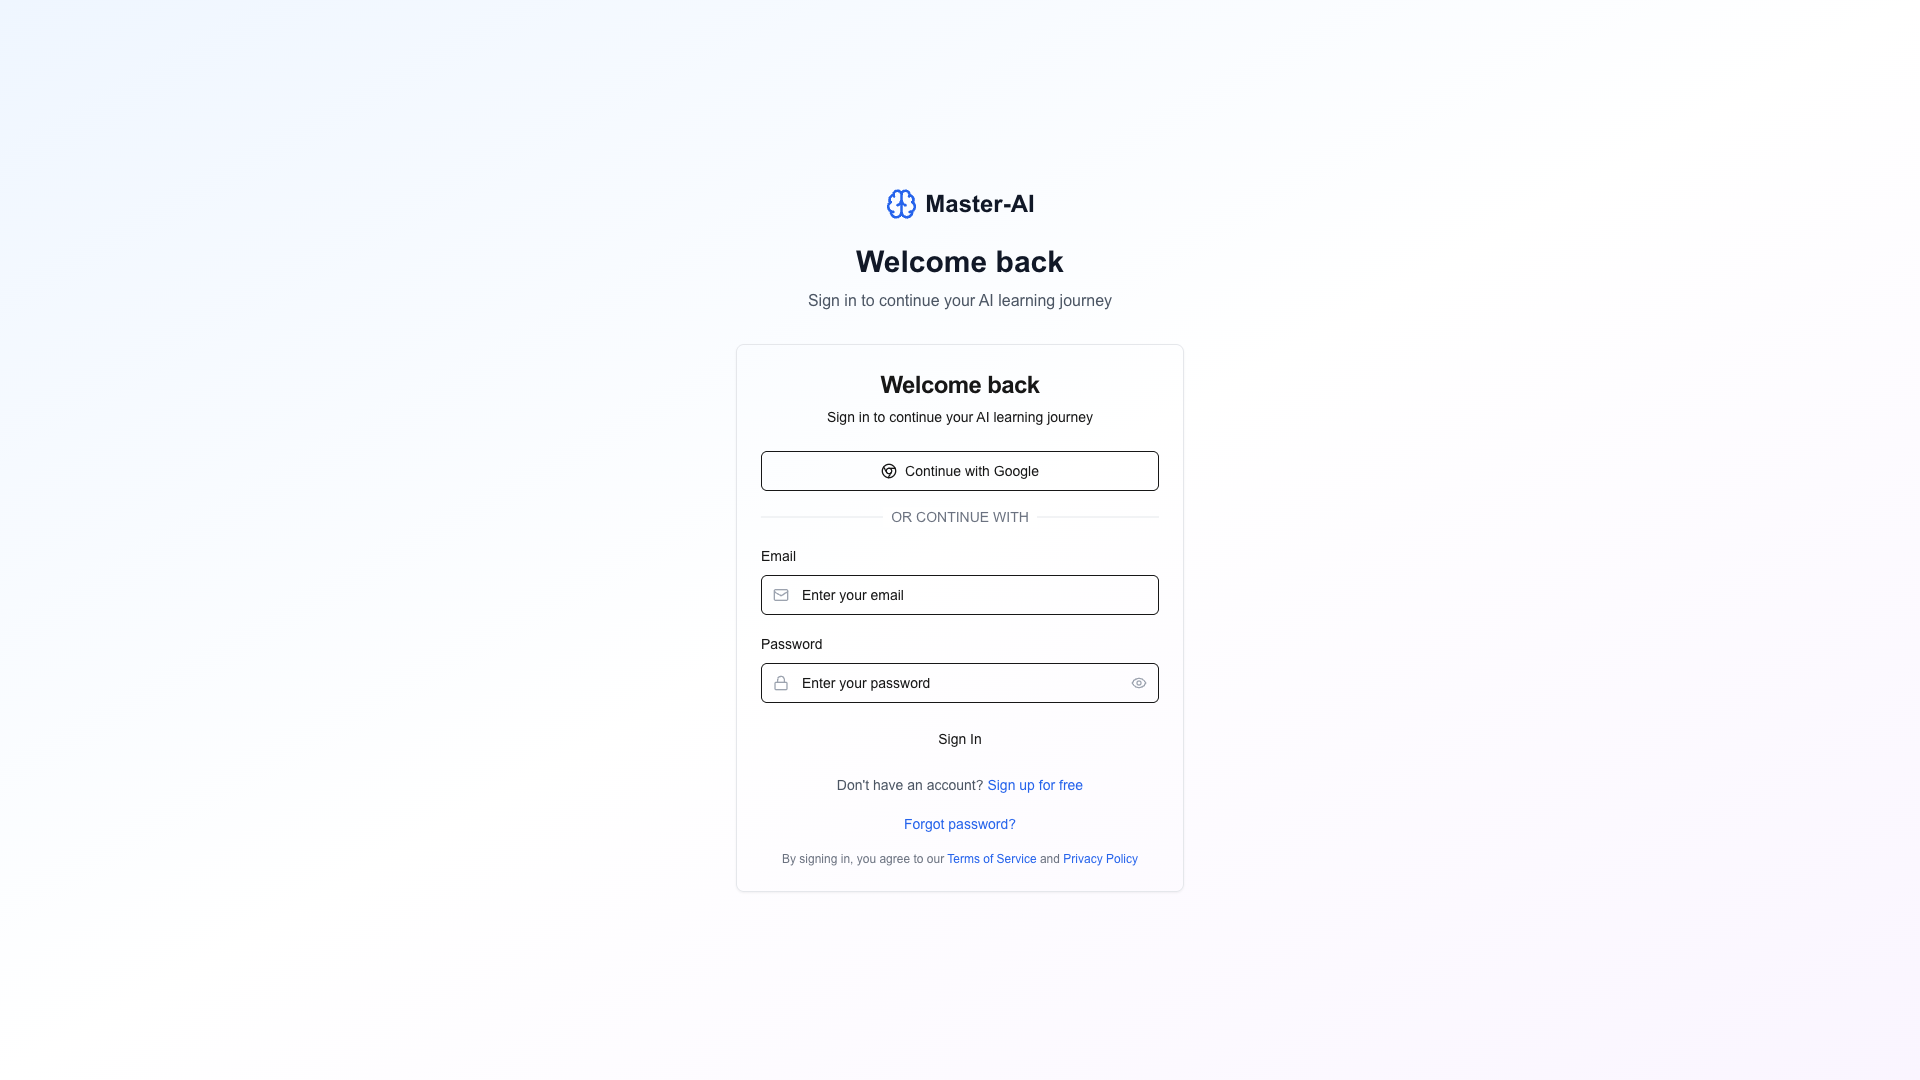 Master-AI
Welcome back
Sign in to continue your AI learning journey
Welcome back
Sign in to continue your AI learning journey
Continue with Google
OR CONTINUE WITH
Email
Enter your email
Password
Enter your password
Sign In
Don't have an account? Sign up for free
Forgot password?
By signing in, you agree to our Terms of Service and Privacy Policy